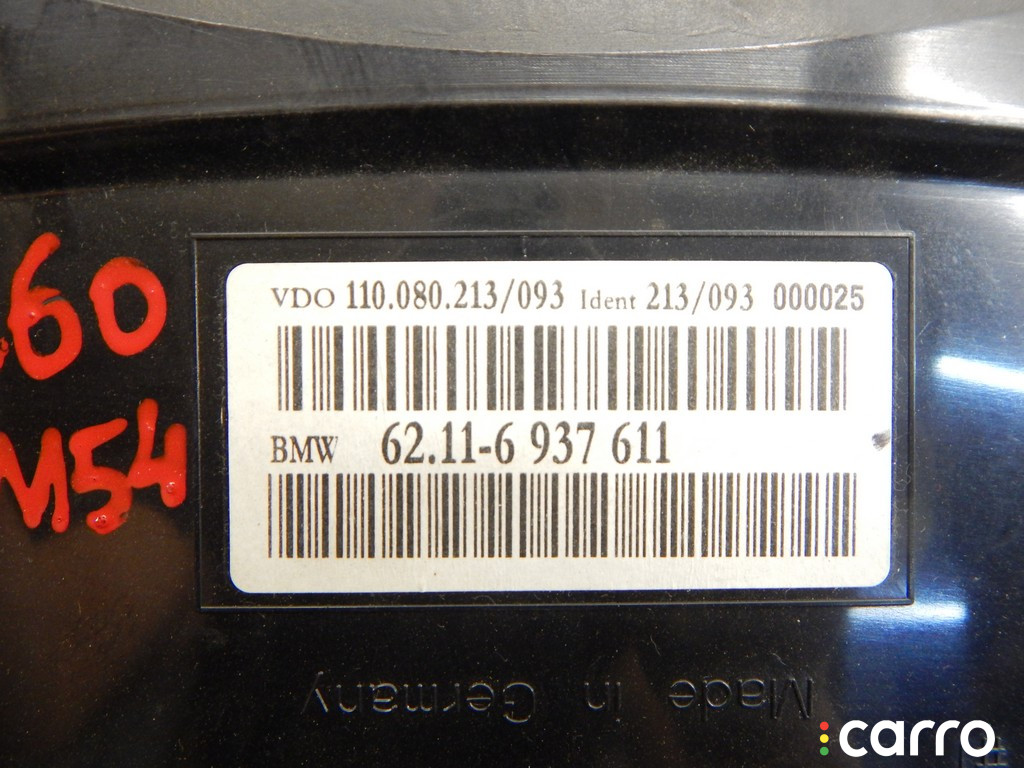 VDO 110.080.213/093 Ident 213/093 000025
BMW 62.11-6 937 611
60
M54
Made in Germany
carro